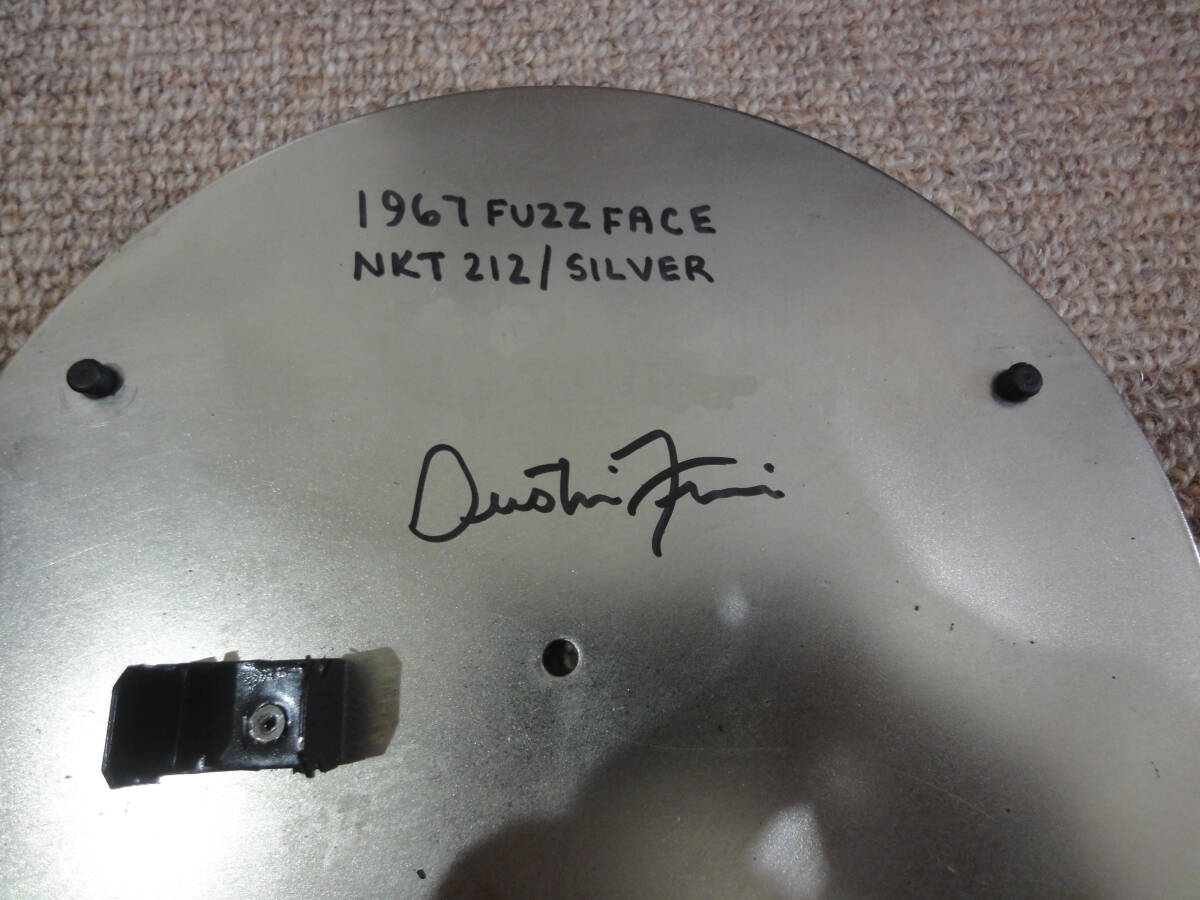 1967 FUZZ FACE
NKT 212/SILVER